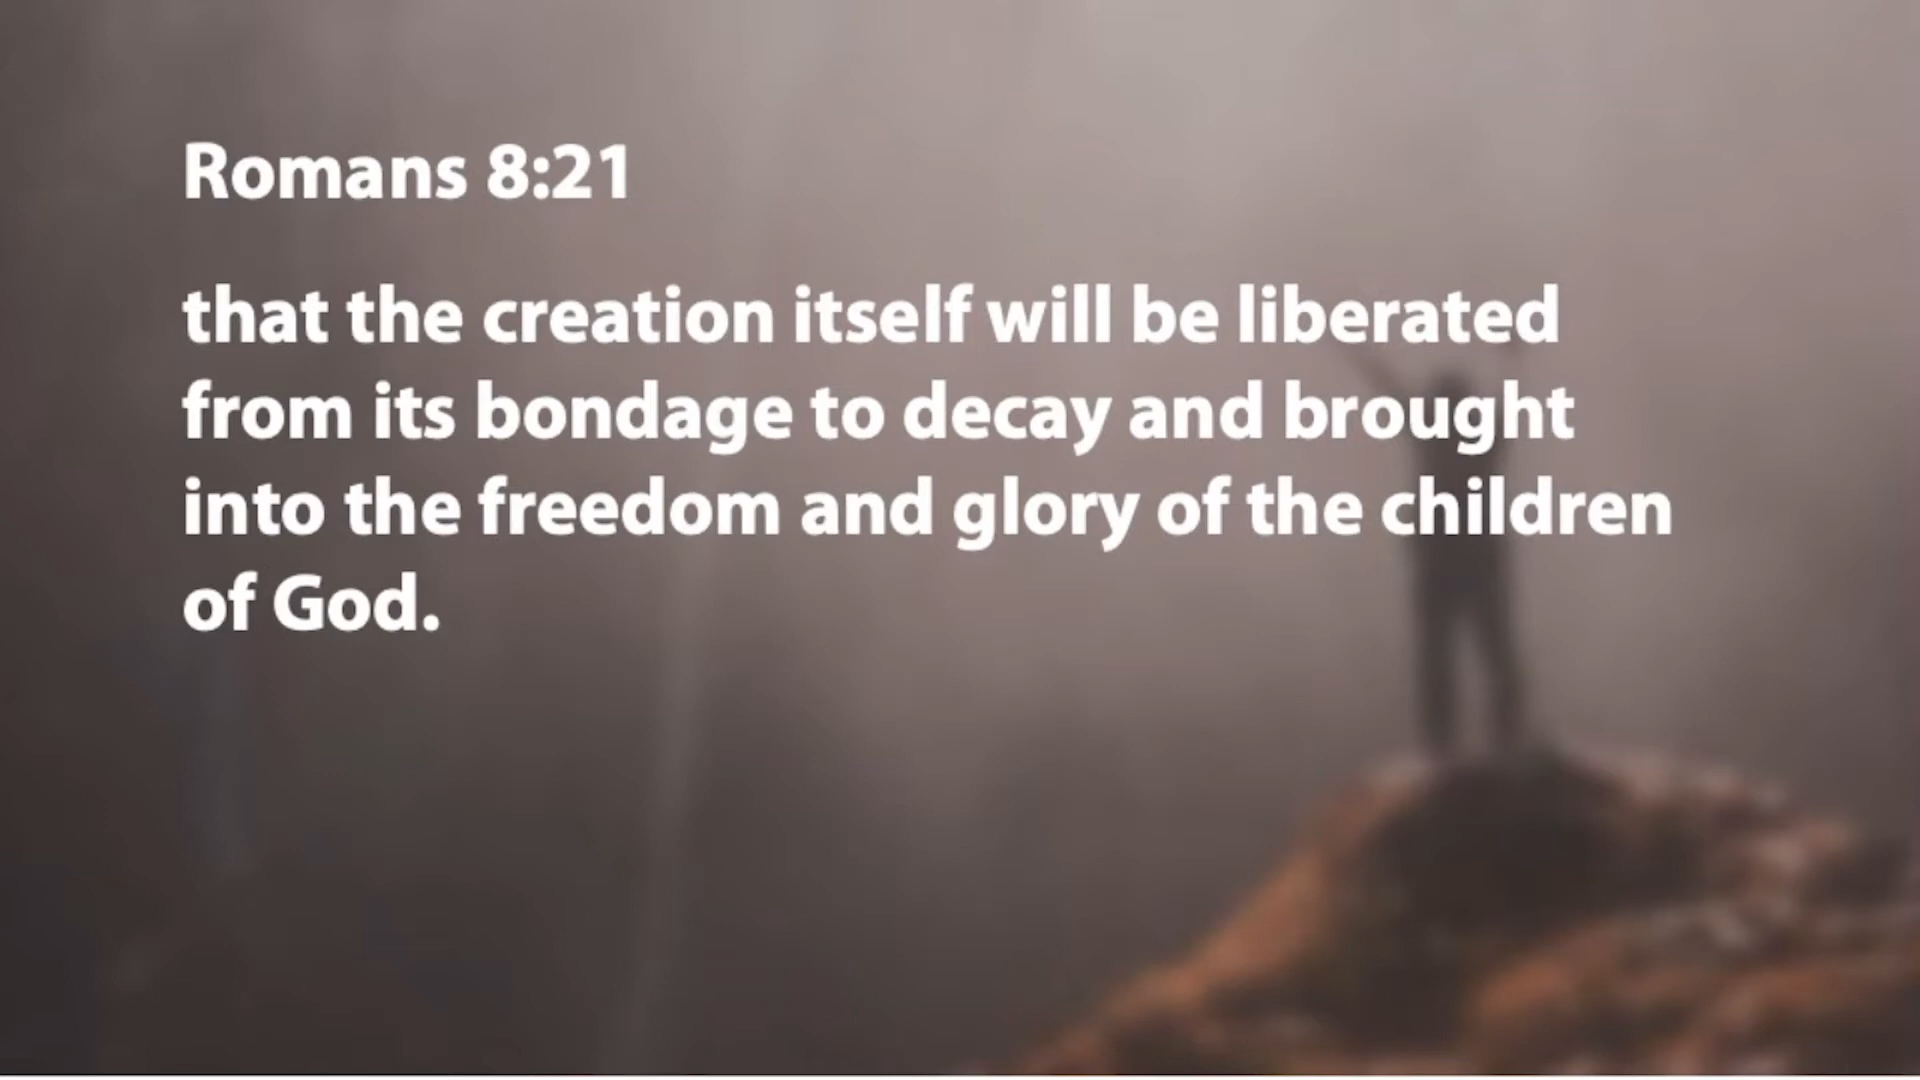 Romans 8:21
that the creation itself will be liberated
from its bondage to decay and brought
into the freedom and glory of the children
of God.